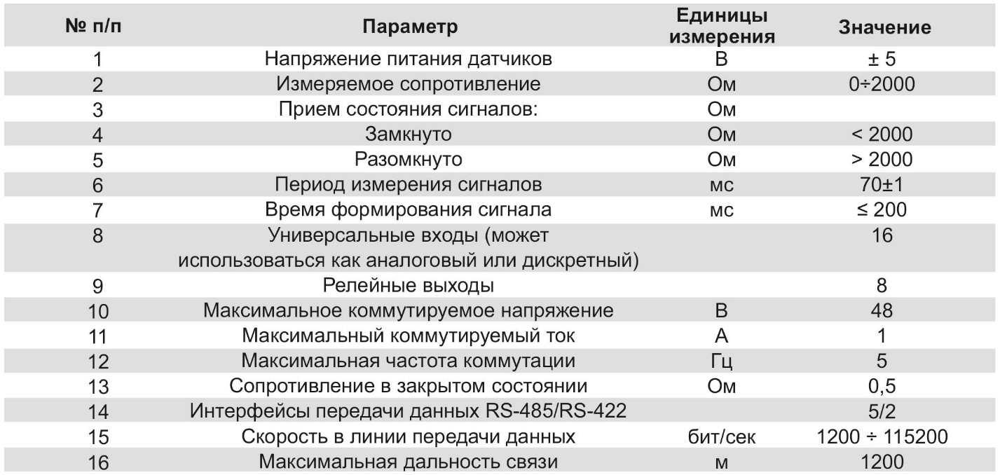 № п/п Параметр Единицы измерения Значение
1 Напряжение питания датчиков В ± 5
2 Измеряемое сопротивление Ом 0÷2000
3 Прием состояния сигналов: Ом
4 Замкнуто Ом < 2000
5 Разомкнуто Ом > 2000
6 Период измерения сигналов мс 70±1
7 Время формирования сигнала мс ≤ 200
8 Универсальные входы (может 16
использоваться как аналоговый или дискретный)
9 Релейные выходы 8
10 Максимальное коммутируемое напряжение В 48
11 Максимальный коммутируемый ток А 1
12 Максимальная частота коммутации Гц 5
13 Сопротивление в закрытом состоянии Ом 0,5
14 Интерфейсы передачи данных RS-485/RS-422 5/2
15 Скорость в линии передачи данных бит/сек 1200 ÷ 115200
16 Максимальная дальность связи м 1200